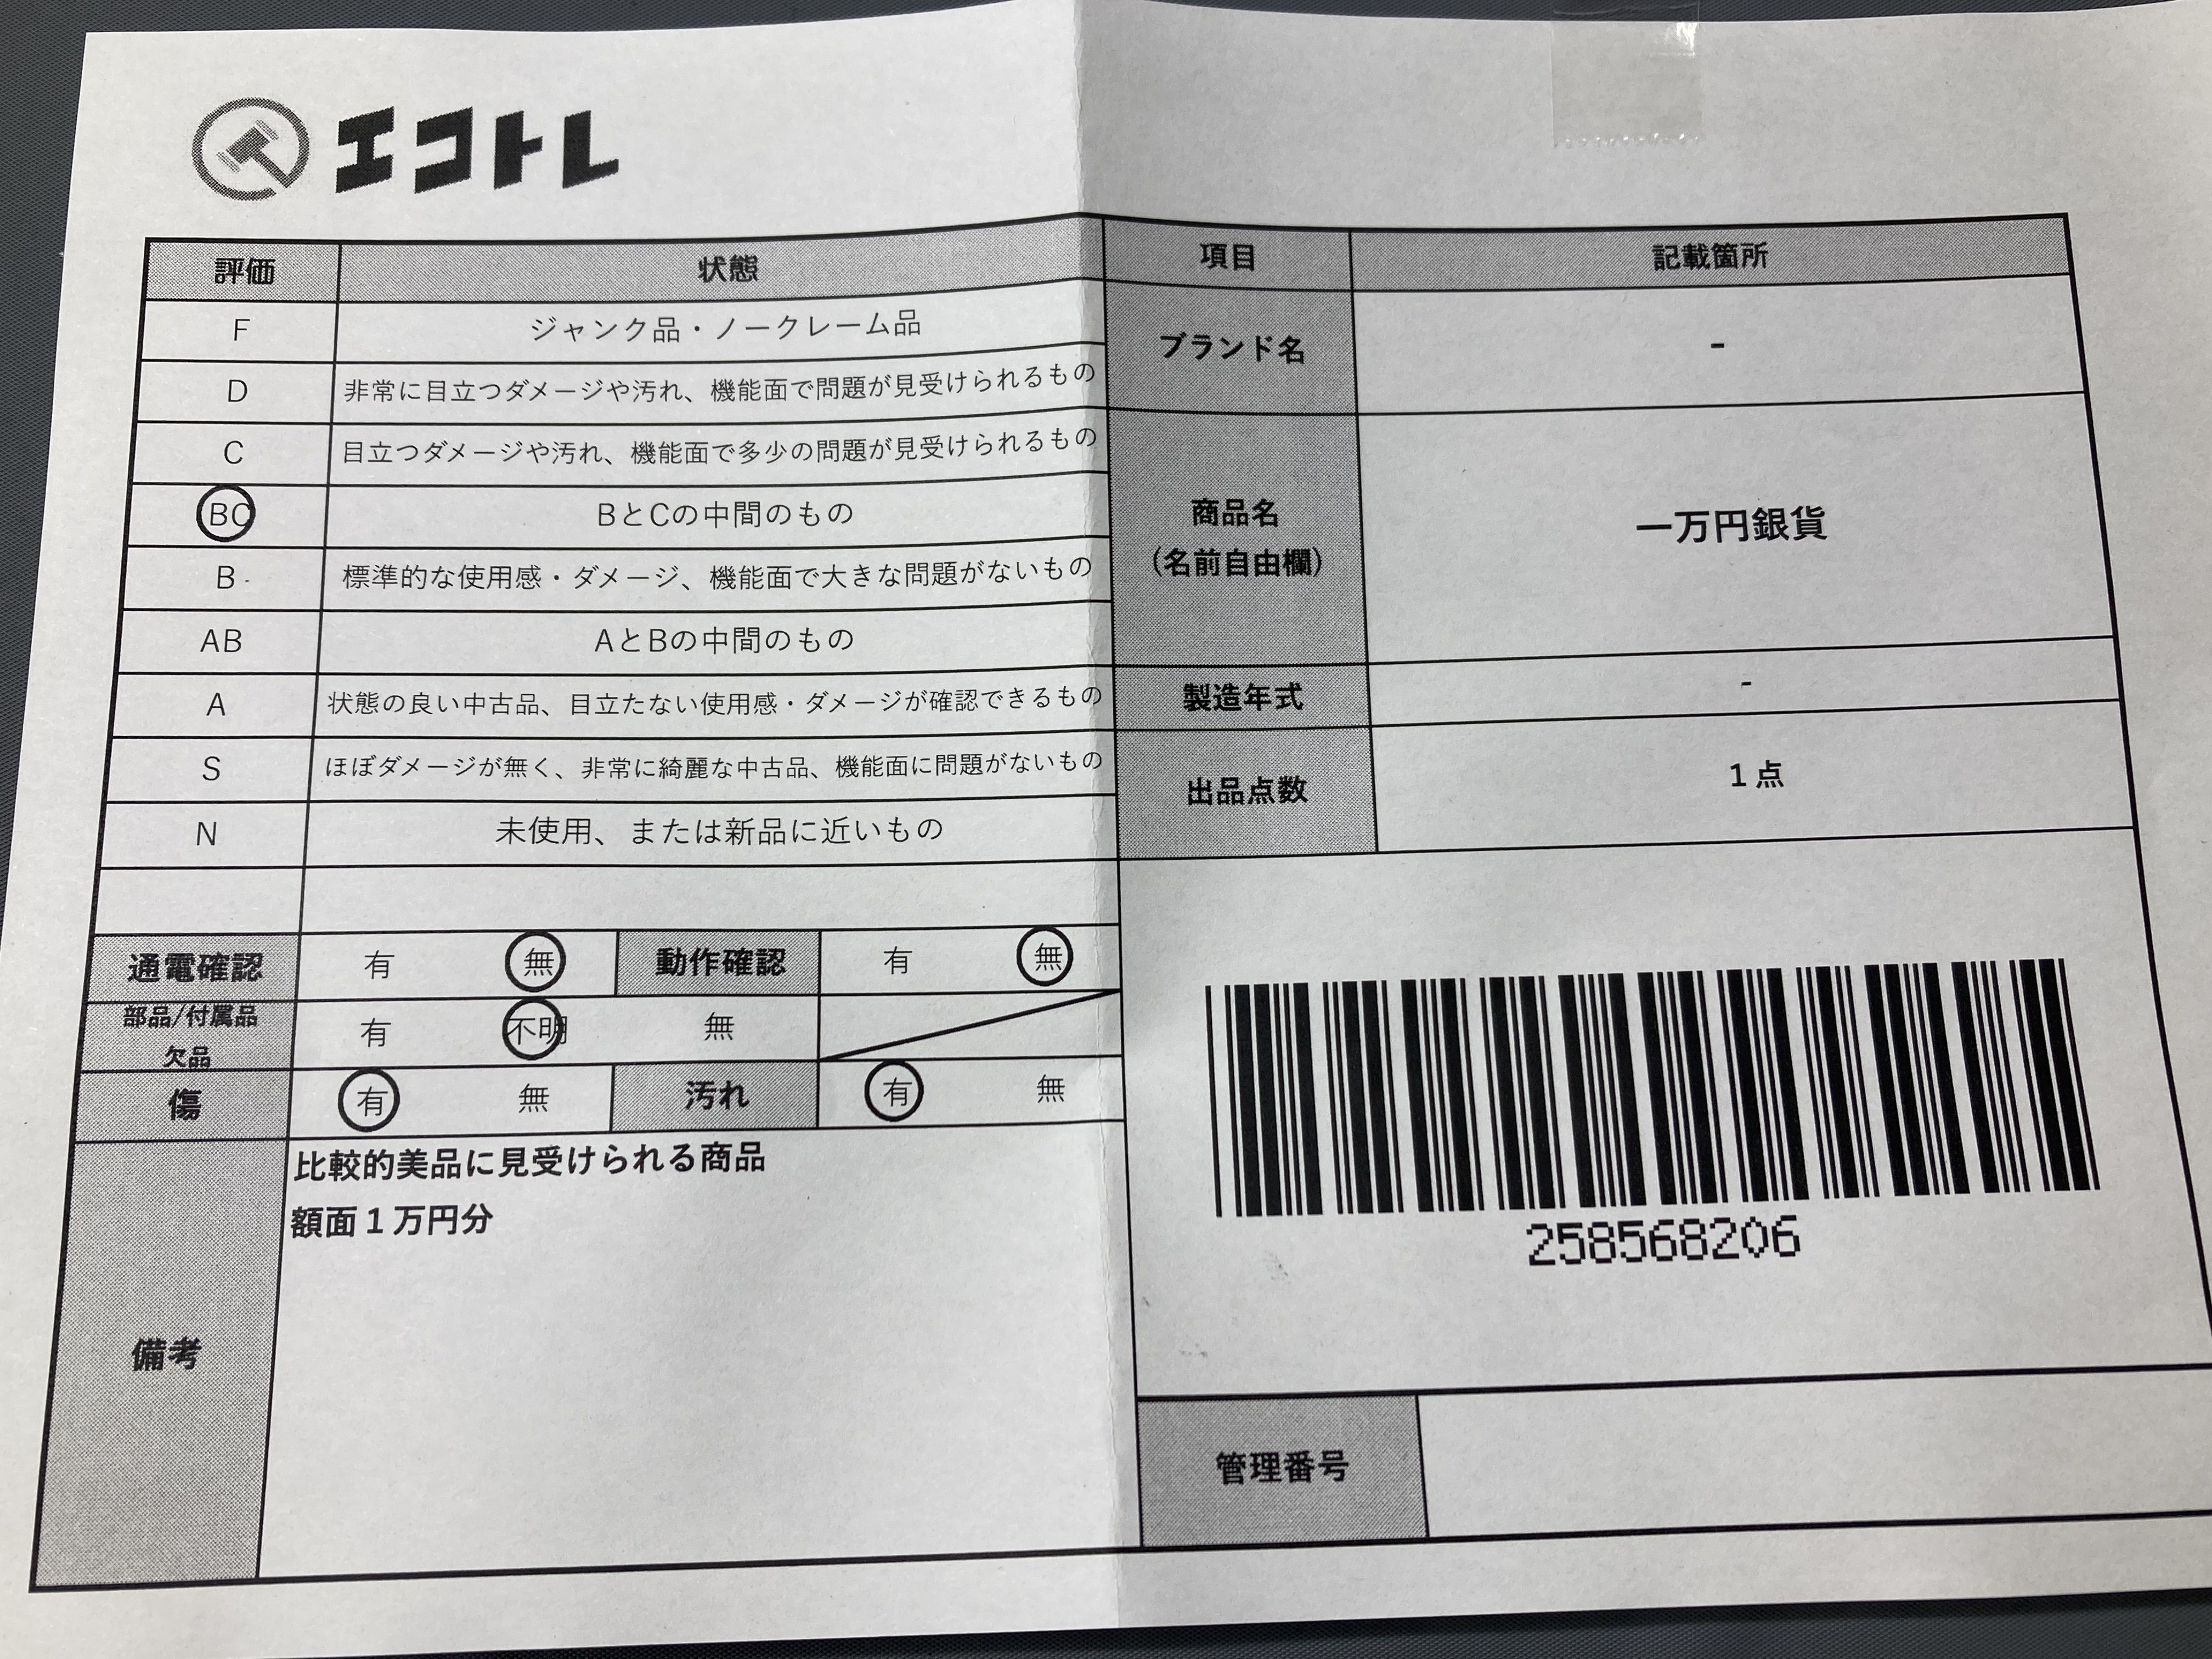 エコトレ
評価 状態
F ジャンク品・ノークレーム品
D 非常に目立つダメージや汚れ、機能面で問題が見受けられるもの
C 目立つダメージや汚れ、機能面で多少の問題が見受けられるもの
BC BとCの中間のもの
B 標準的な使用感・ダメージ、機能面で大きな問題がないもの
AB AとBの中間のもの
A 状態の良い中古品、目立たない使用感・ダメージが確認できるもの
S ほぼダメージが無く、非常に綺麗な中古品、機能面に問題がないもの
N 未使用、または新品に近いもの
通電確認 有 無 動作確認 有 無
部品/付属品
欠品 有 不明 無
傷 有 無 汚れ 有 無
備考
比較的美品に見受けられる商品
額面1万円分
項目 記載箇所
ブランド名 -
商品名
(名前自由欄)
一万円銀貨
製造年式 -
出品点数 1点
258568206
管理番号